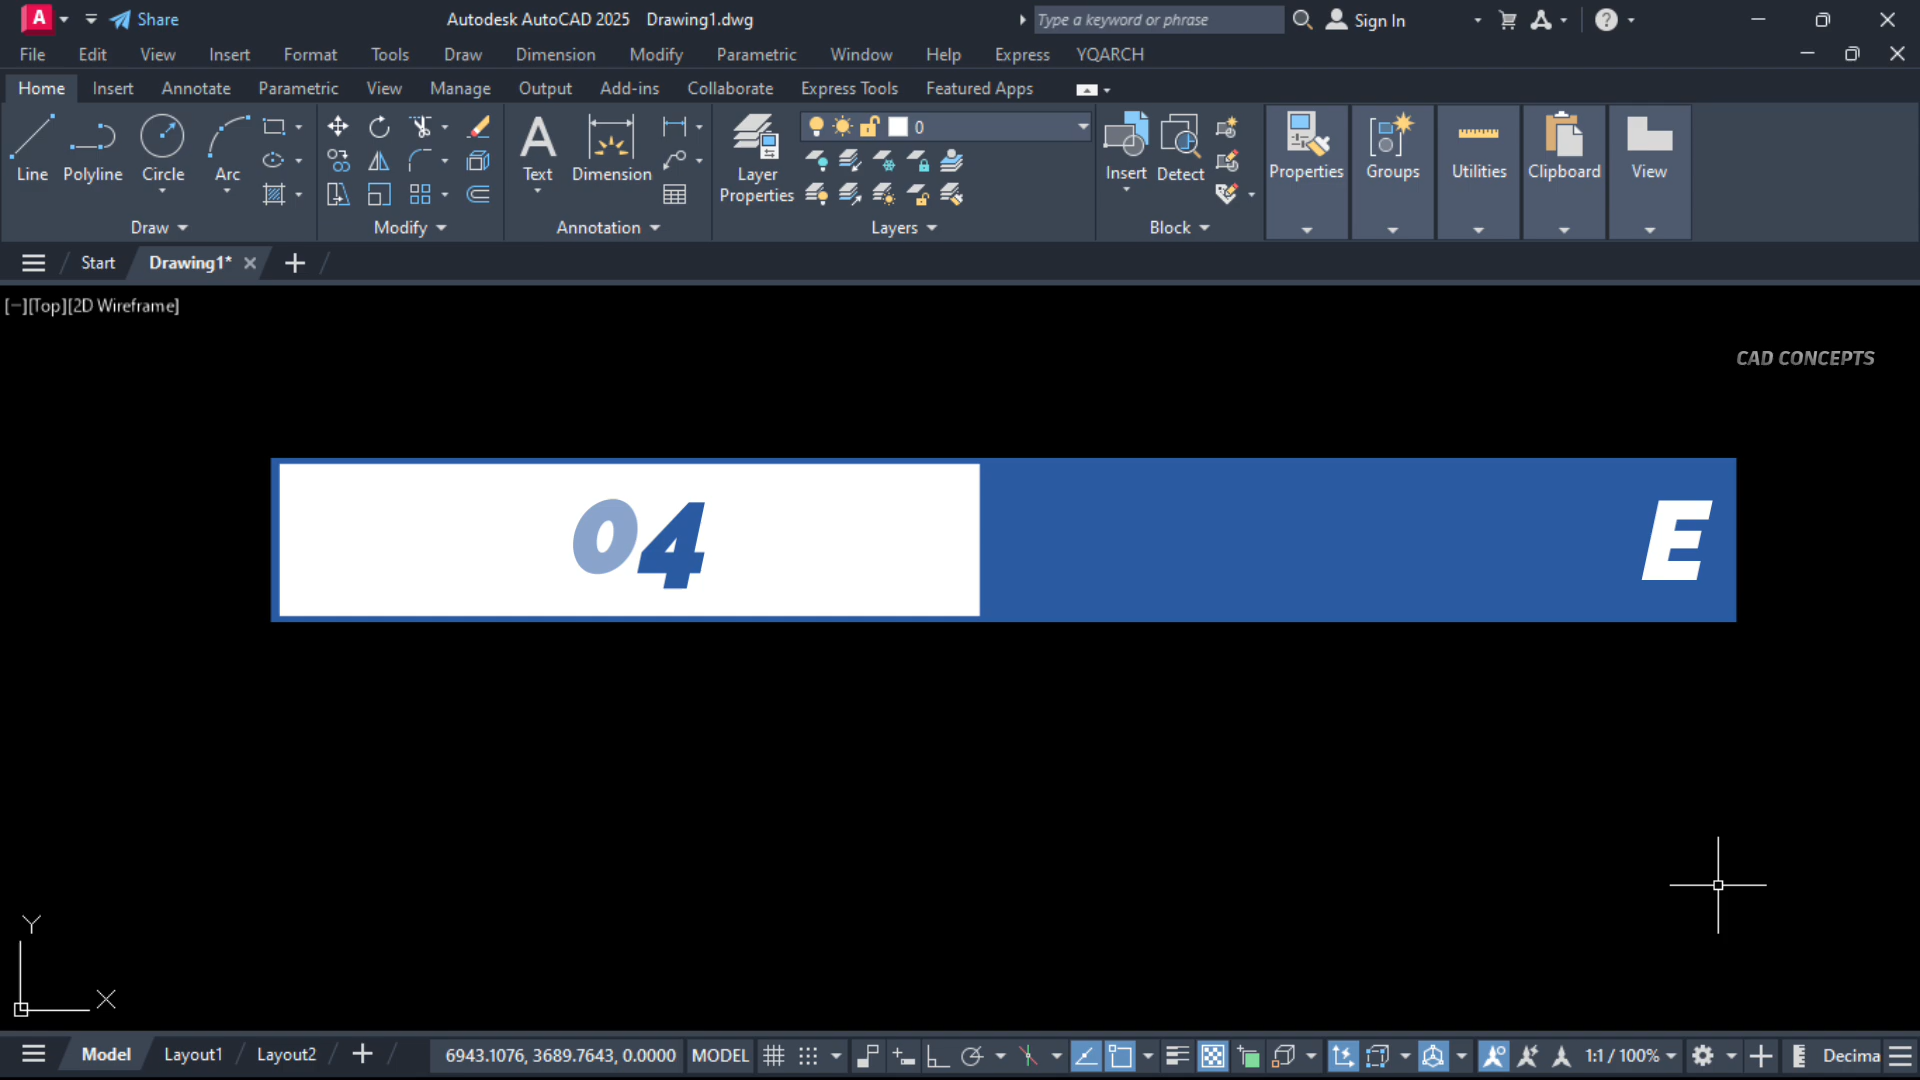 A Share Autodesk AutoCAD 2025 Drawing1.dwg Type a keyword or phrase Sign In ?
File Edit View Insert Format Tools Draw Dimension Modify Parametric Window Help Express YQARCH
Home Insert Annotate Parametric View Manage Output Add-ins Collaborate Express Tools Featured Apps
0
Line Polyline Circle Arc Text Dimension Layer Properties Insert Detect Properties Groups Utilities Clipboard View
Draw Modify Annotation Layers Block
Start Drawing1*
[−][Top][2D Wireframe]
CAD CONCEPTS
04 E
Y
X
Model Layout1 Layout2 6943.1076, 3689.7643, 0.0000 MODEL 1:1 / 100% Decima